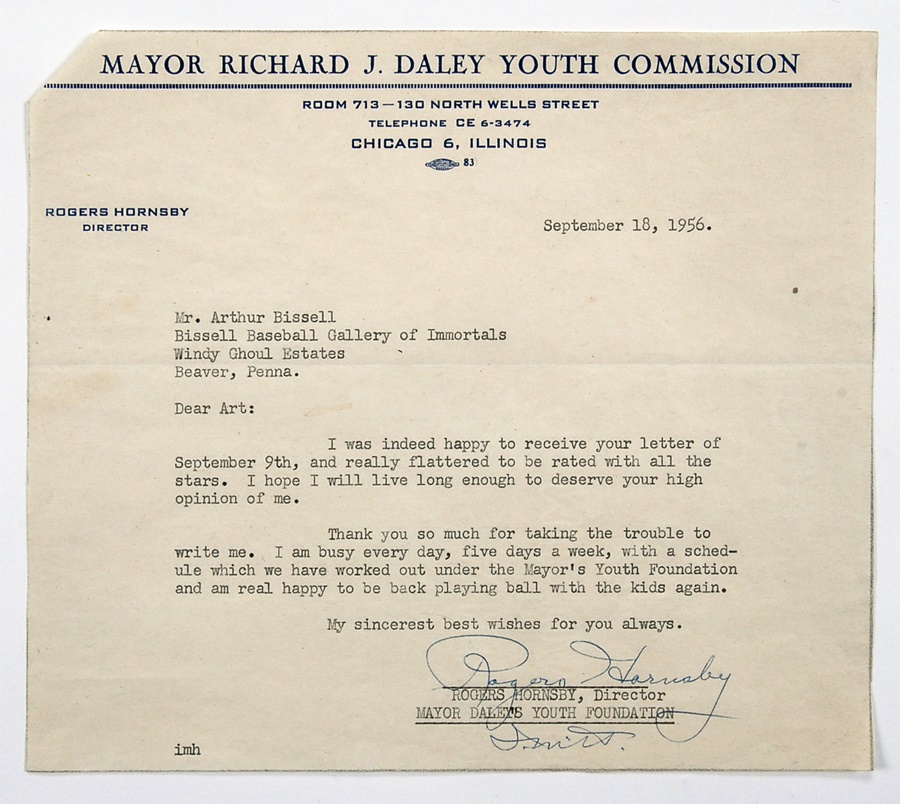 MAYOR RICHARD J. DALEY YOUTH COMMISSION
ROOM 713—130 NORTH WELLS STREET
TELEPHONE CE 6-3474
CHICAGO 6, ILLINOIS
83
ROGERS HORNSBY
DIRECTOR
September 18, 1956.
Mr. Arthur Bissell
Bissell Baseball Gallery of Immortals
Windy Ghoul Estates
Beaver, Penna.
Dear Art:
I was indeed happy to receive your letter of
September 9th, and really flattered to be rated with all the
stars. I hope I will live long enough to deserve your high
opinion of me.
Thank you so much for taking the trouble to
write me. I am busy every day, five days a week, with a sched-
ule which we have worked out under the Mayor's Youth Foundation
and am real happy to be back playing ball with the kids again.
My sincerest best wishes for you always.
Rogers Hornsby
ROGERS HORNSBY, Director
MAYOR DALEY'S YOUTH FOUNDATION
imh